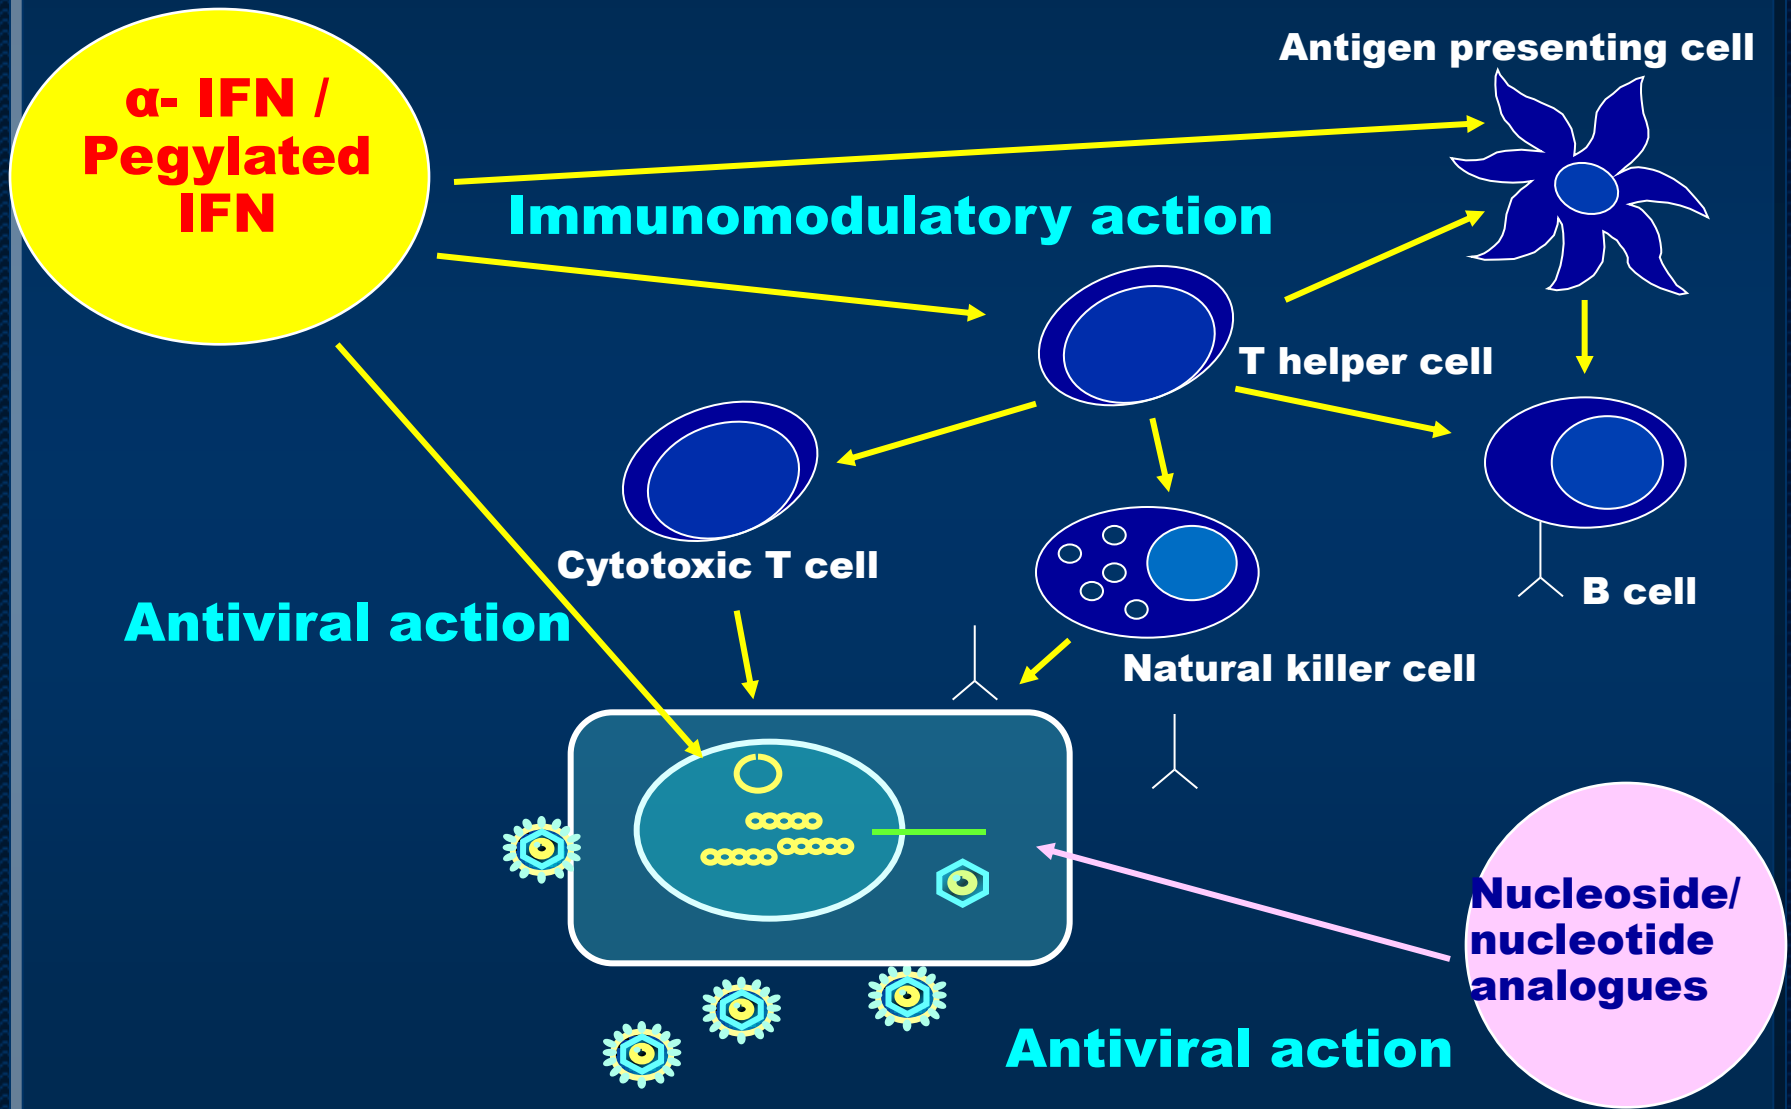 α- IFN /
Pegylated
IFN
Antigen presenting cell
Immunomodulatory action
T helper cell
Cytotoxic T cell
B cell
Antiviral action
Natural killer cell
Nucleoside/
nucleotide
analogues
Antiviral action